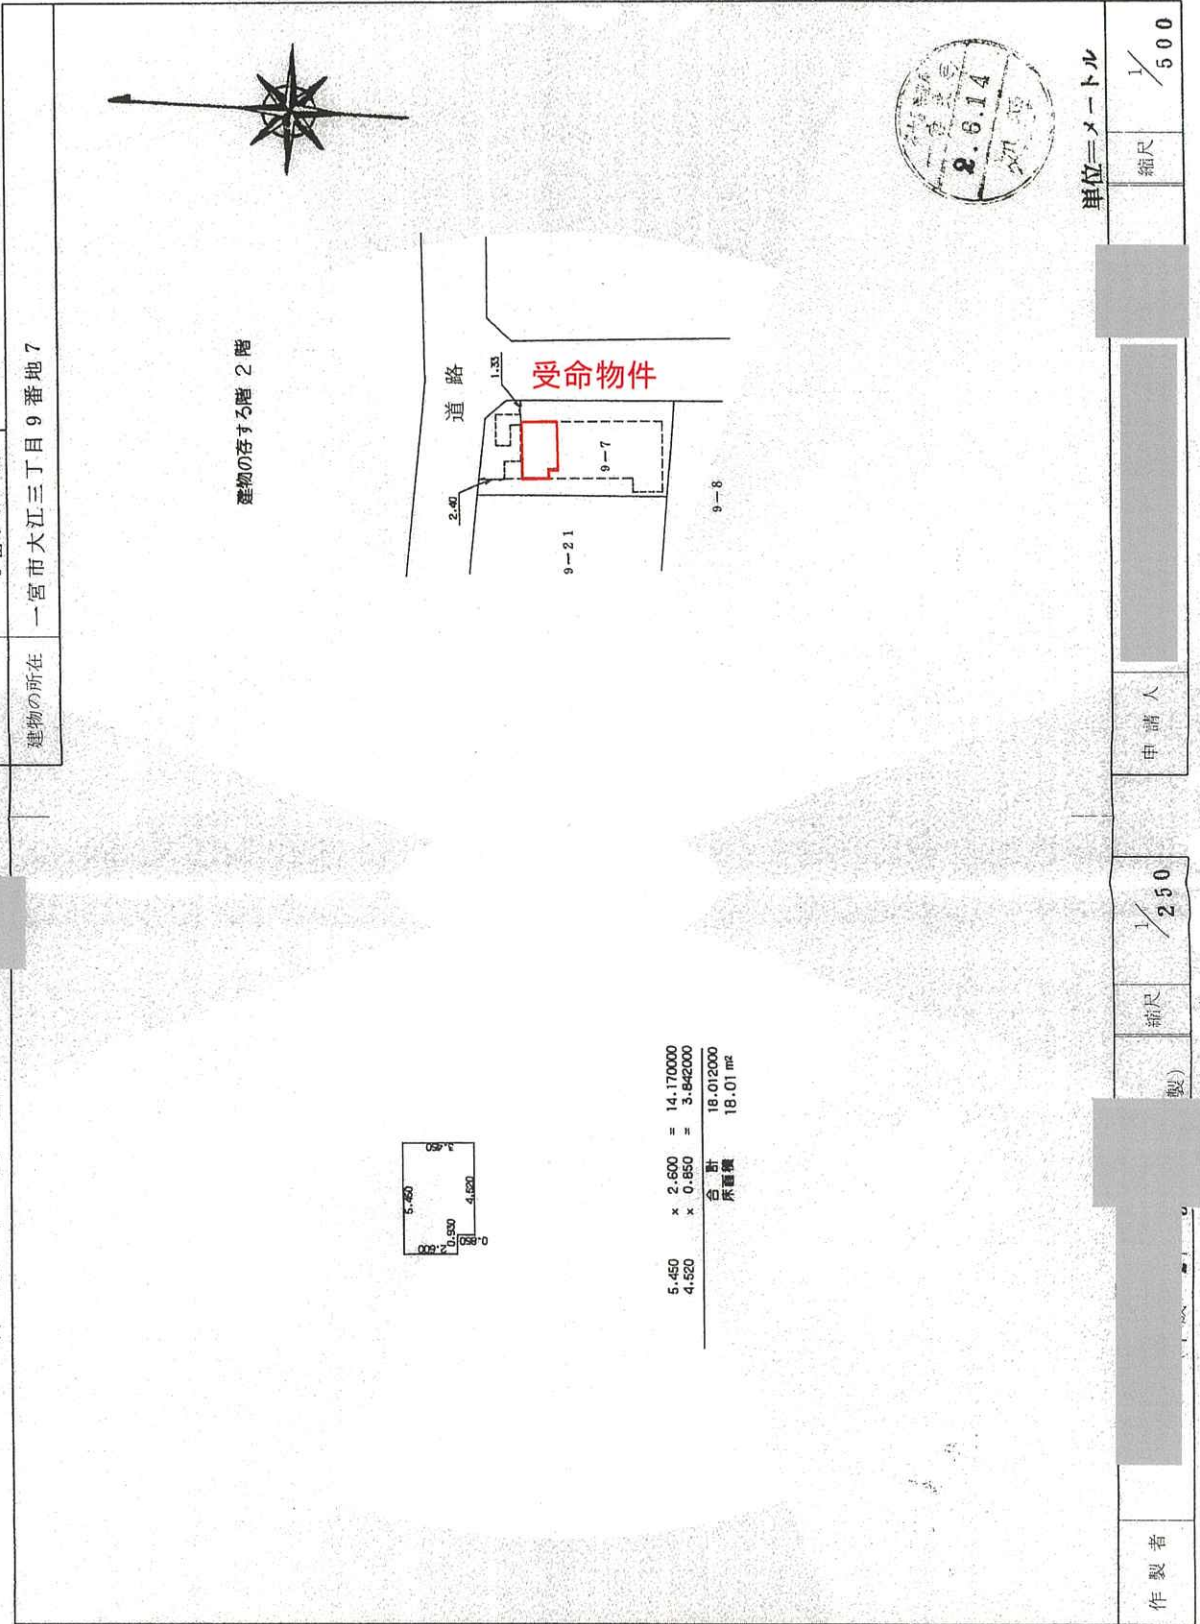 建物の所在 一宮市大江三丁目9番地7
建物の存する階 2階
道路
1.33
受命物件
2.40
9-7
9-21
9-8
2.6.14
単位=メートル
5.450
3.450
2.600
0.930
4.520
0.850
5.450 × 2.600 = 14.170000
4.520 × 0.850 = 3.842000
合計 18.012000
床面積 18.01㎡
作製者
製)
縮尺 1/250
申請人
縮尺 1/500